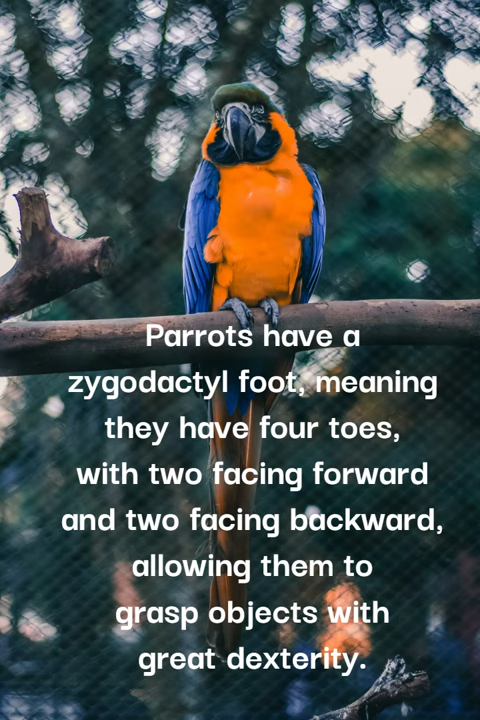 Parrots have a
zygodactyl foot, meaning
they have four toes,
with two facing forward
and two facing backward,
allowing them to
grasp objects with
great dexterity.